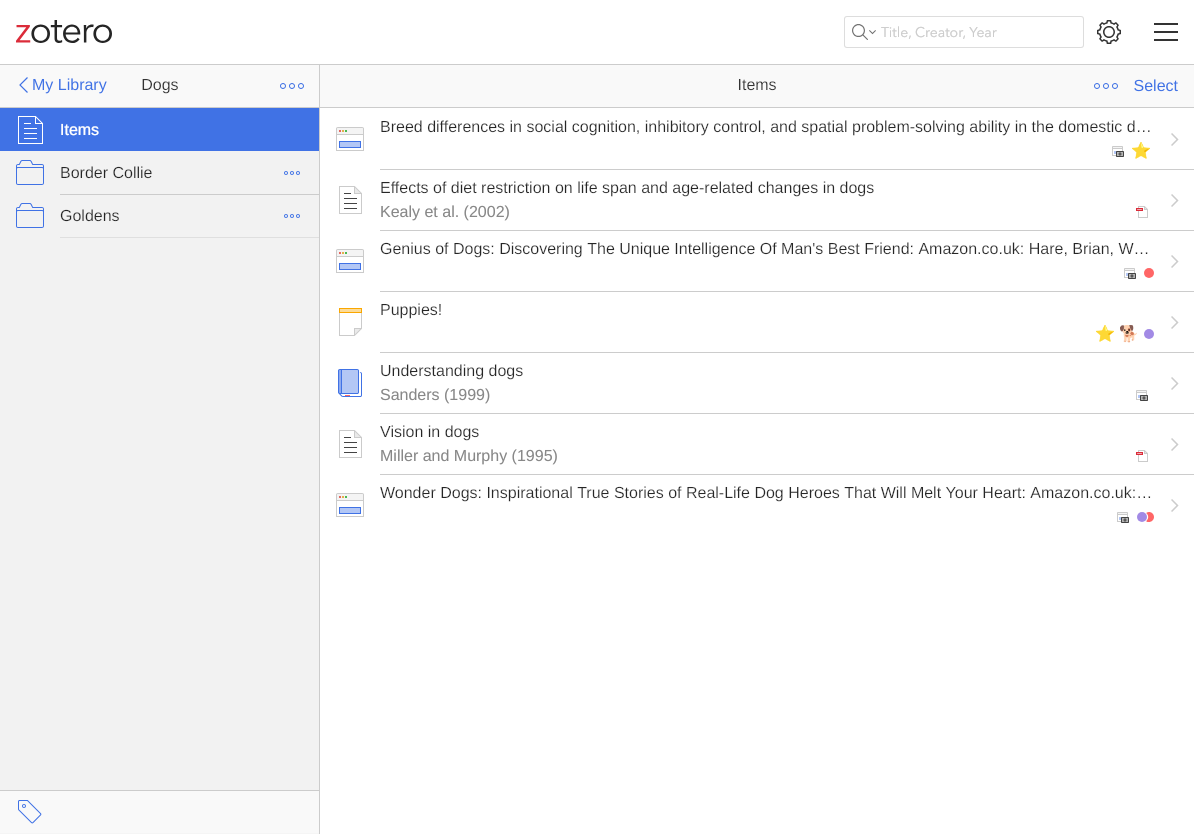 zotero
Title, Creator, Year
My Library
Dogs
Items
Select
Items
Border Collie
Goldens
Breed differences in social cognition, inhibitory control, and spatial problem-solving ability in the domestic d…
Effects of diet restriction on life span and age-related changes in dogs
Kealy et al. (2002)
Genius of Dogs: Discovering The Unique Intelligence Of Man's Best Friend: Amazon.co.uk: Hare, Brian, W…
Puppies!
Understanding dogs
Sanders (1999)
Vision in dogs
Miller and Murphy (1995)
Wonder Dogs: Inspirational True Stories of Real-Life Dog Heroes That Will Melt Your Heart: Amazon.co.uk:…